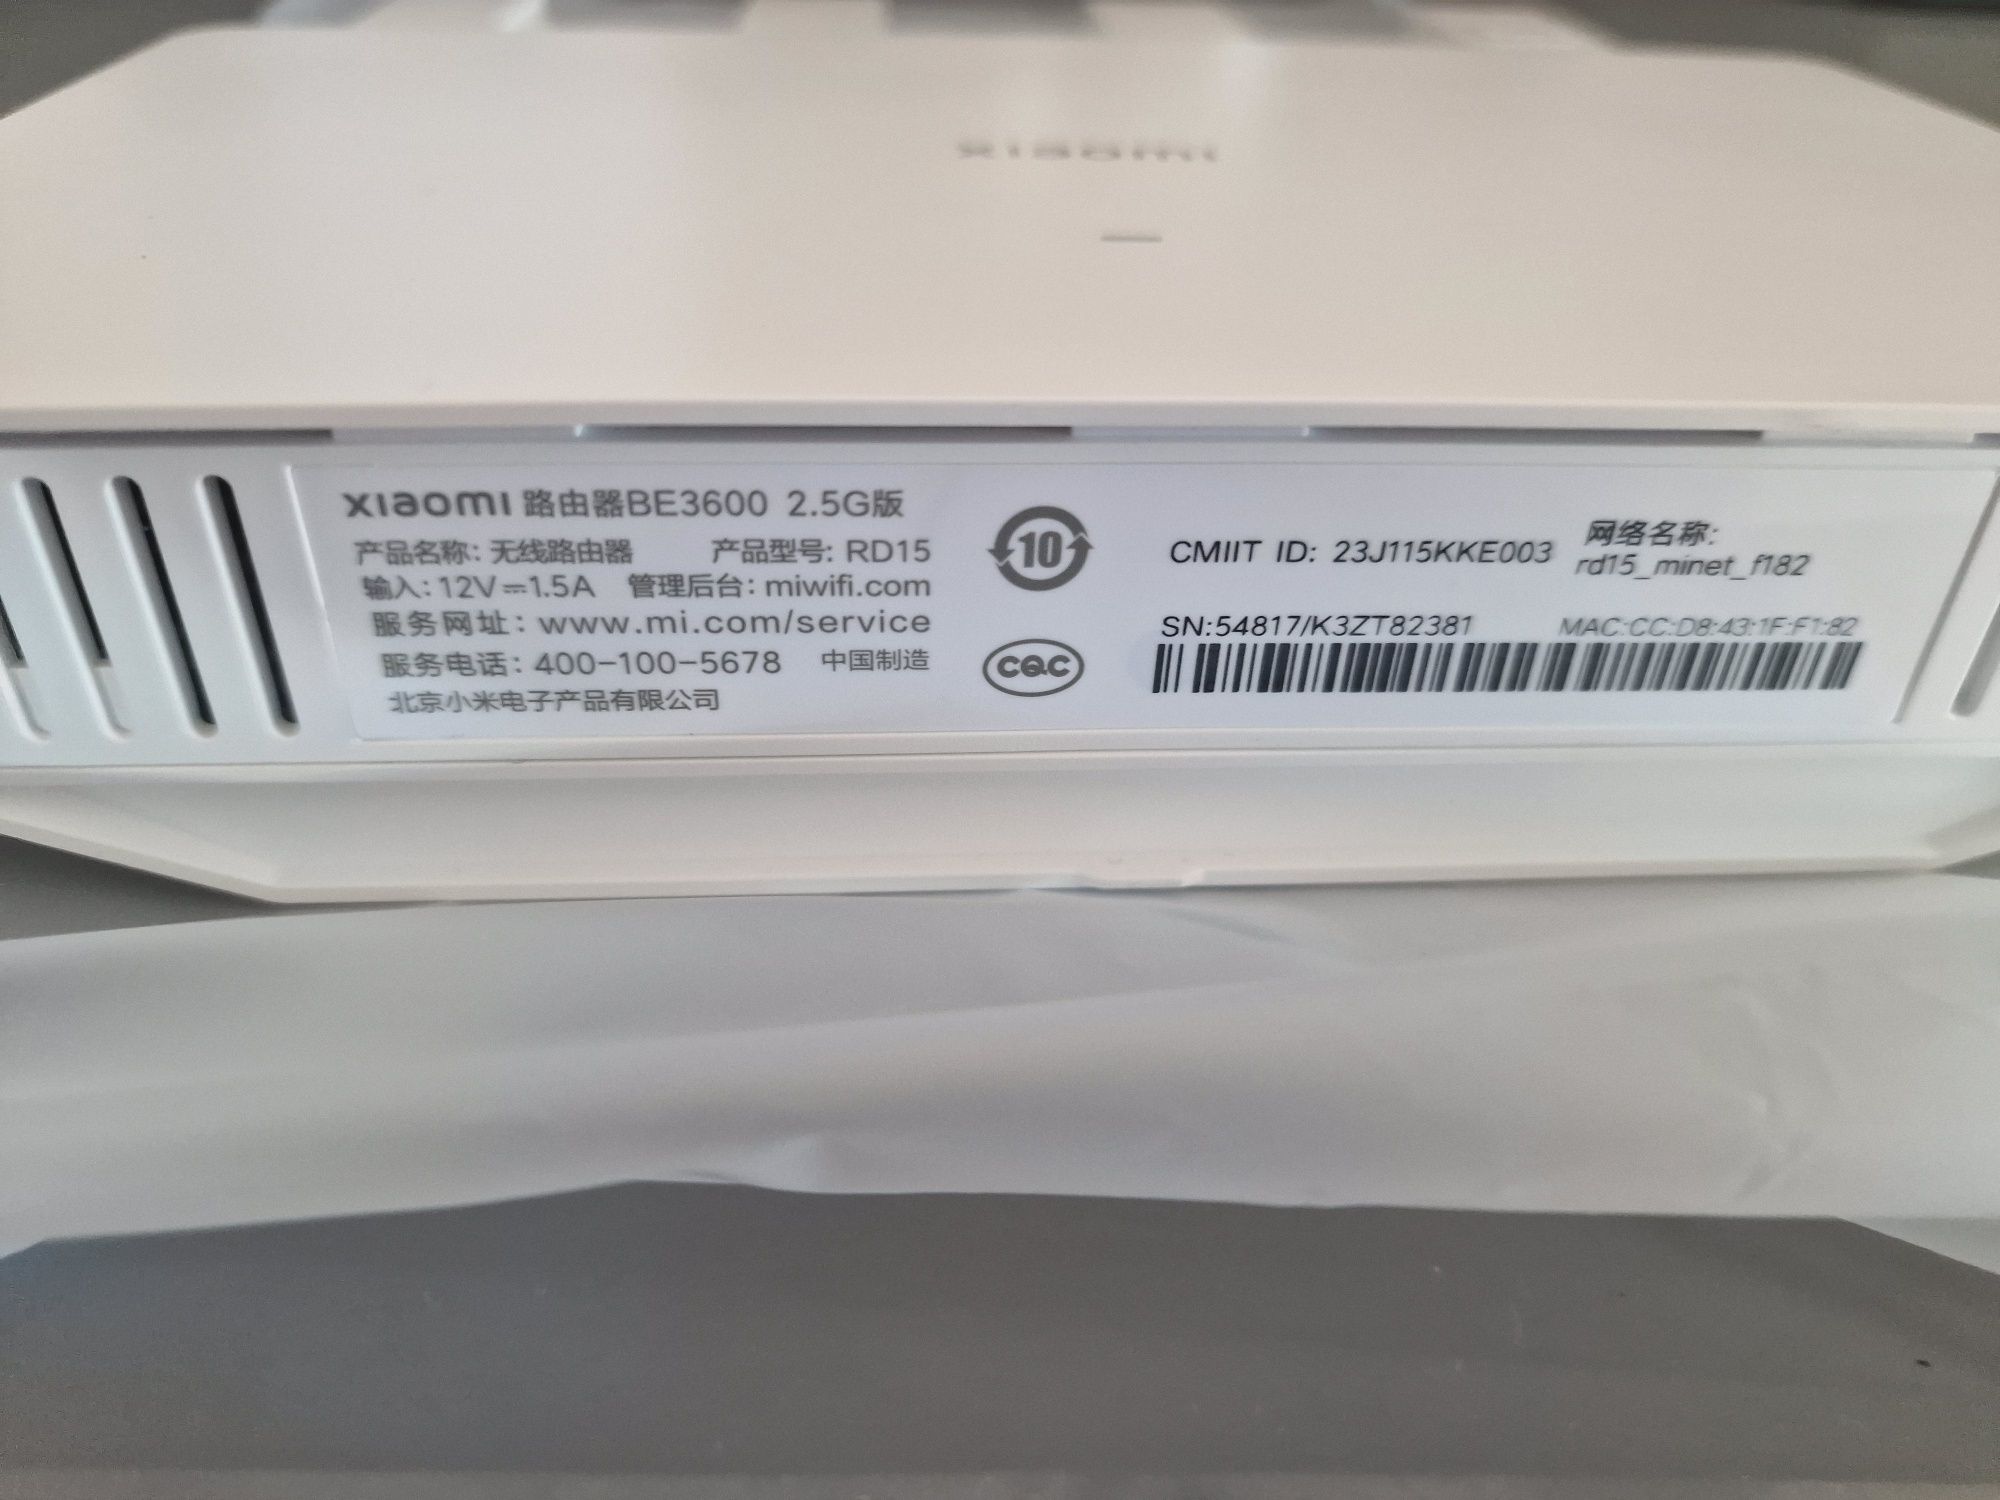 xiaomi
xiaomi 路由器BE3600 2.5G版
产品名称: 无线路由器 产品型号: RD15
输入: 12V⎓1.5A 管理后台: miwifi.com
服务网址: www.mi.com/service
服务电话: 400-100-5678 中国制造
北京小米电子产品有限公司
10
CQC
CMIIT ID: 23J115KKE003
网络名称:
rd15_minet_f182
SN:54817/K3ZT82381 MAC:CC:D8:43:1F:F1:82